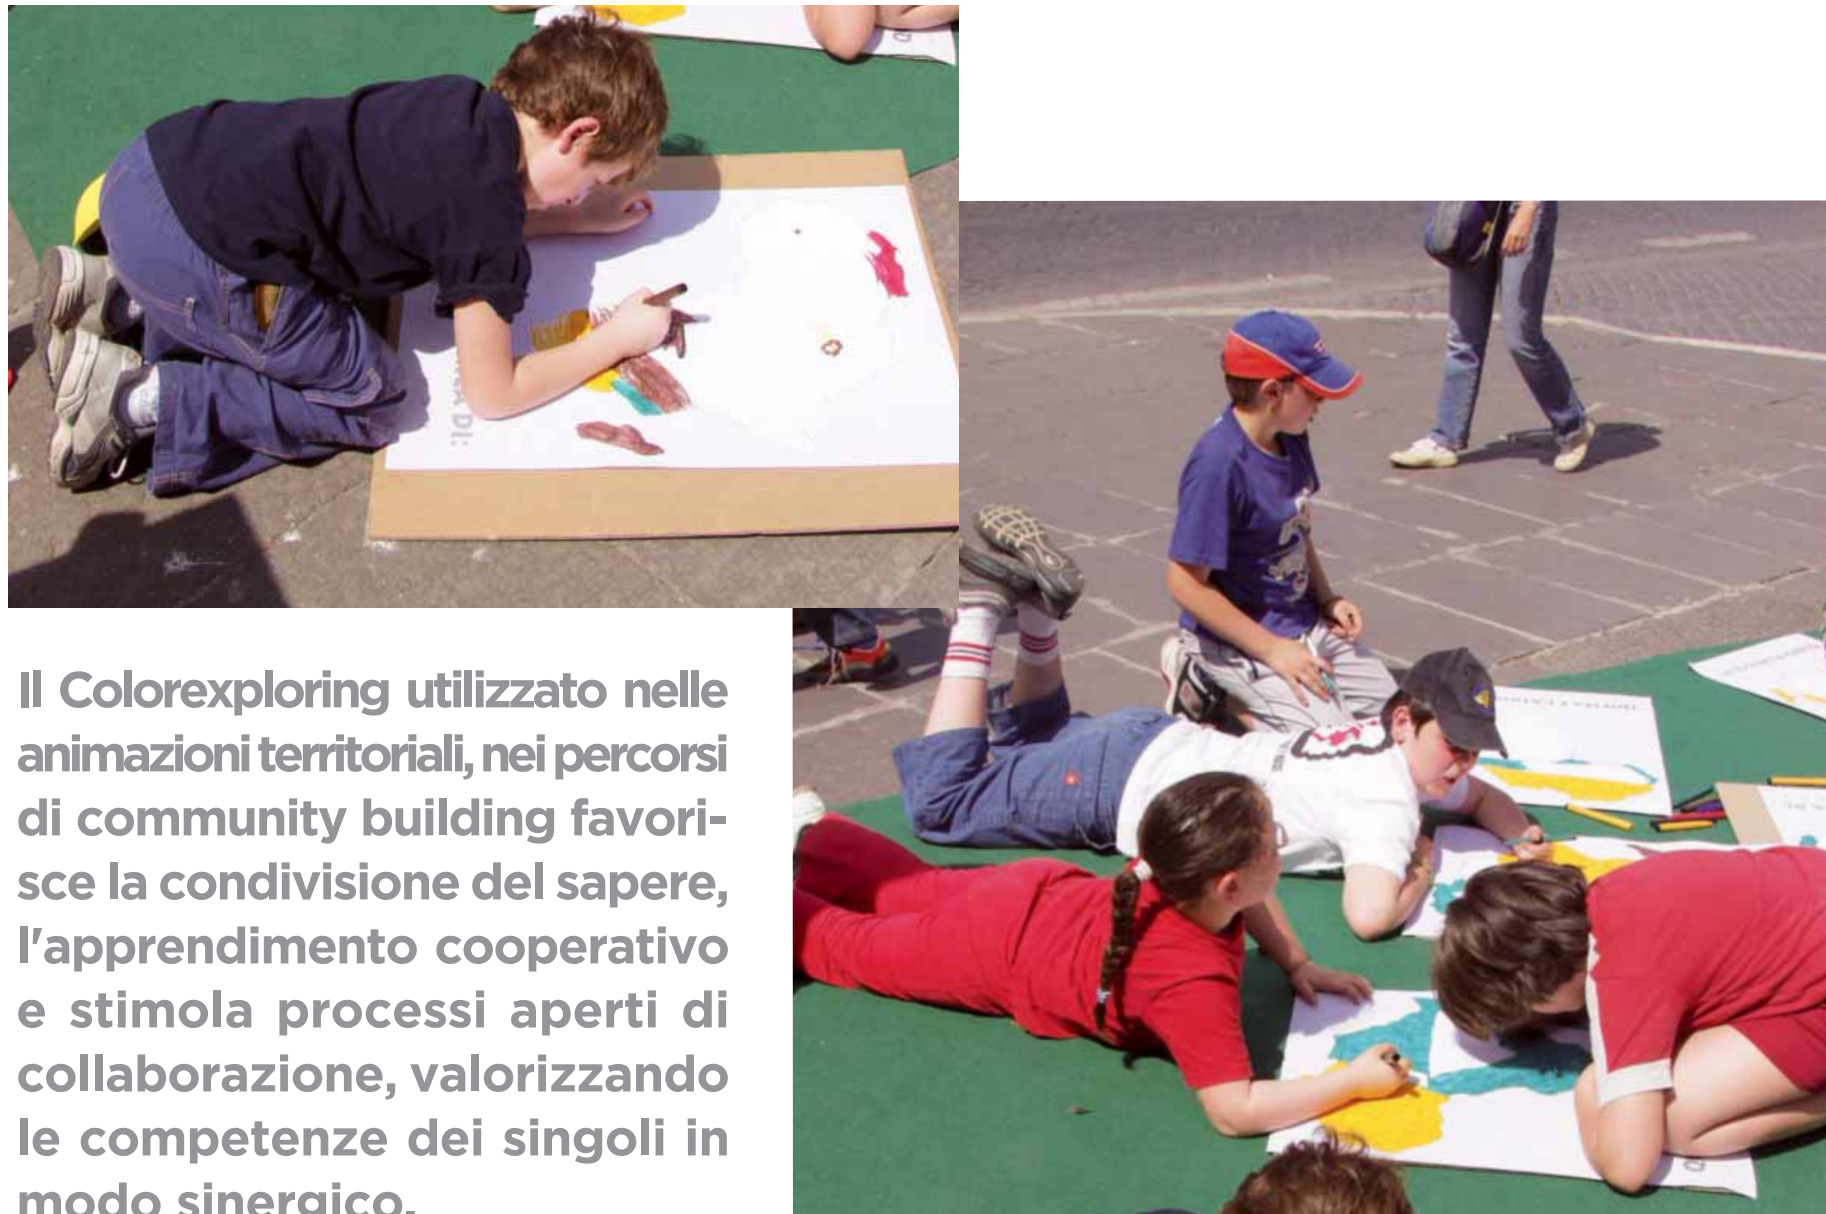 Il Colorexploring utilizzato nelle
animazioni territoriali, nei percorsi
di community building favori-
sce la condivisione del sapere,
l'apprendimento cooperativo
e stimola processi aperti di
collaborazione, valorizzando
le competenze dei singoli in
modo sinergico.